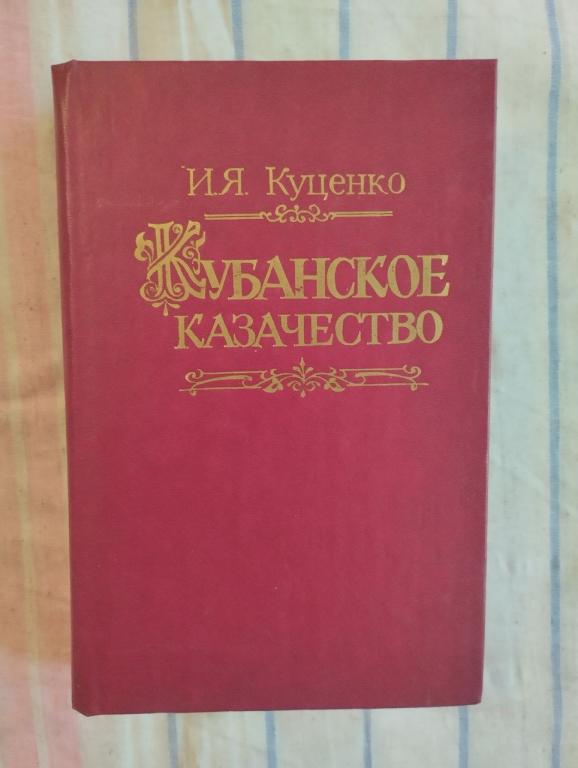 И.Я. Куценко
Кубанское
казачество